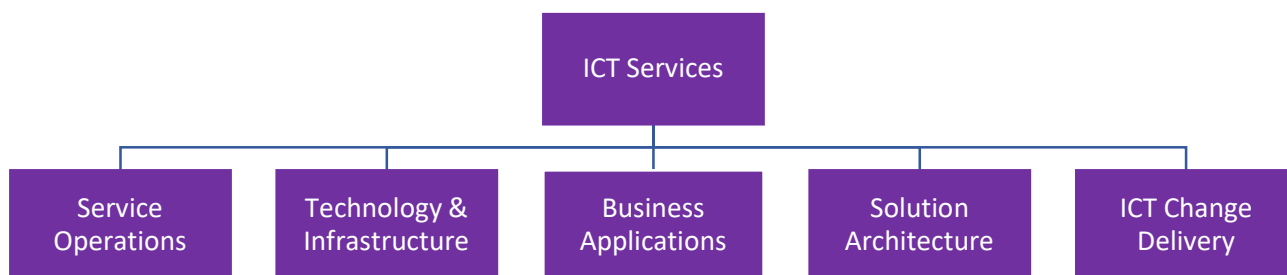 ICT Services
Service
Operations
Technology &
Infrastructure
Business
Applications
Solution
Architecture
ICT Change
Delivery